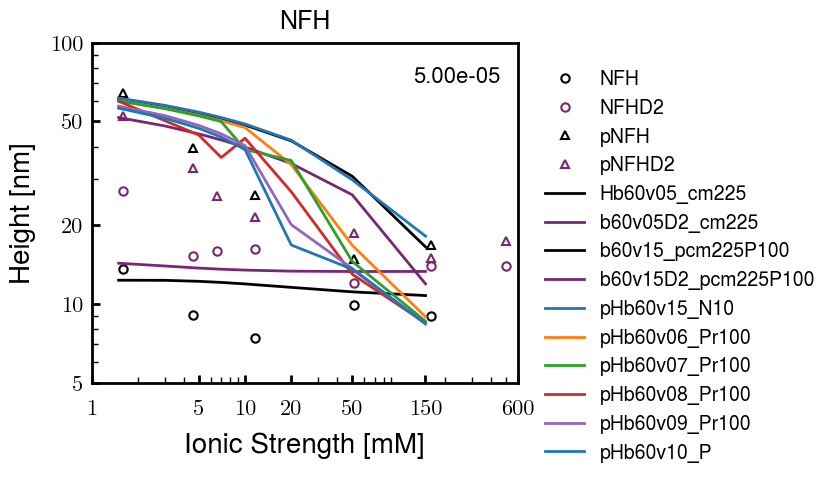 NFH
100
50
20
10
5
Height [nm]
5.00e-05
1
5
10
20
50
150
600
Ionic Strength [mM]
NFH
NFHD2
pNFH
pNFHD2
Hb60v05_cm225
b60v05D2_cm225
b60v15_pcm225P100
b60v15D2_pcm225P100
pHb60v15_N10
pHb60v06_Pr100
pHb60v07_Pr100
pHb60v08_Pr100
pHb60v09_Pr100
pHb60v10_P